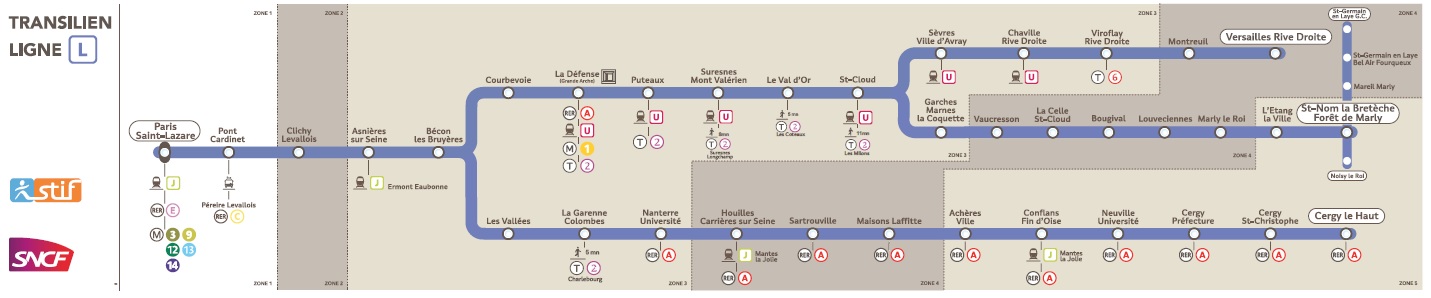 TRANSILIEN
LIGNE L
stif
SNCF
ZONE 1
ZONE 2
ZONE 3
ZONE 4
Paris
Saint-Lazare
J
RER E
M 3 9
12 13
14
Pont
Cardinet
Péreire Levallois
RER C
Clichy
Levallois
Asnières
sur Seine
J Ermont Eaubonne
Bécon
les Bruyères
Courbevoie
La Défense
(Grande Arche)
RER A
U
M 1
T 2
Puteaux
U
T 2
Suresnes
Mont Valérien
U
8mn
T 2
Suresnes
Longchamp
Le Val d'Or
5 mn
T 2
Les Coteaux
St-Cloud
U
11mn
T 2
Les Milons
Sèvres
Ville d'Avray
U
Chaville
Rive Droite
U
Viroflay
Rive Droite
T 6
Montreuil
Versailles Rive Droite
Garches
Marnes
la Coquette
Vaucresson
La Celle
St-Cloud
Bougival
Louveciennes
Marly le Roi
L'Etang
la Ville
St-Nom la Bretèche
Forêt de Marly
St-Germain
en Laye G.C.
St-Germain en Laye
Bel Air Fourqueux
Mareil Marly
Noisy le Roi
ZONE 3
ZONE 4
Les Vallées
La Garenne
Colombes
5 mn
T 2
Charlebourg
Nanterre
Université
RER A
Houilles
Carrières sur Seine
J Mantes
la Jolie
RER A
Sartrouville
RER A
Maisons Laffitte
RER A
Achères
Ville
RER A
Conflans
Fin d'Oise
J Mantes
la Jolie
RER A
Neuville
Université
RER A
Cergy
Préfecture
RER A
Cergy
St-Christophe
RER A
Cergy le Haut
RER A
ZONE 1
ZONE 2
ZONE 3
ZONE 4
ZONE 5